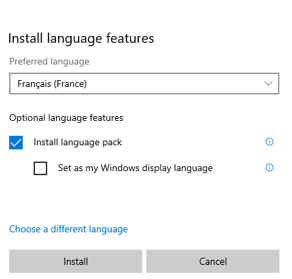 Install language features
Preferred language
Français (France)
Optional language features
Install language pack
Set as my Windows display language
Choose a different language
Install
Cancel